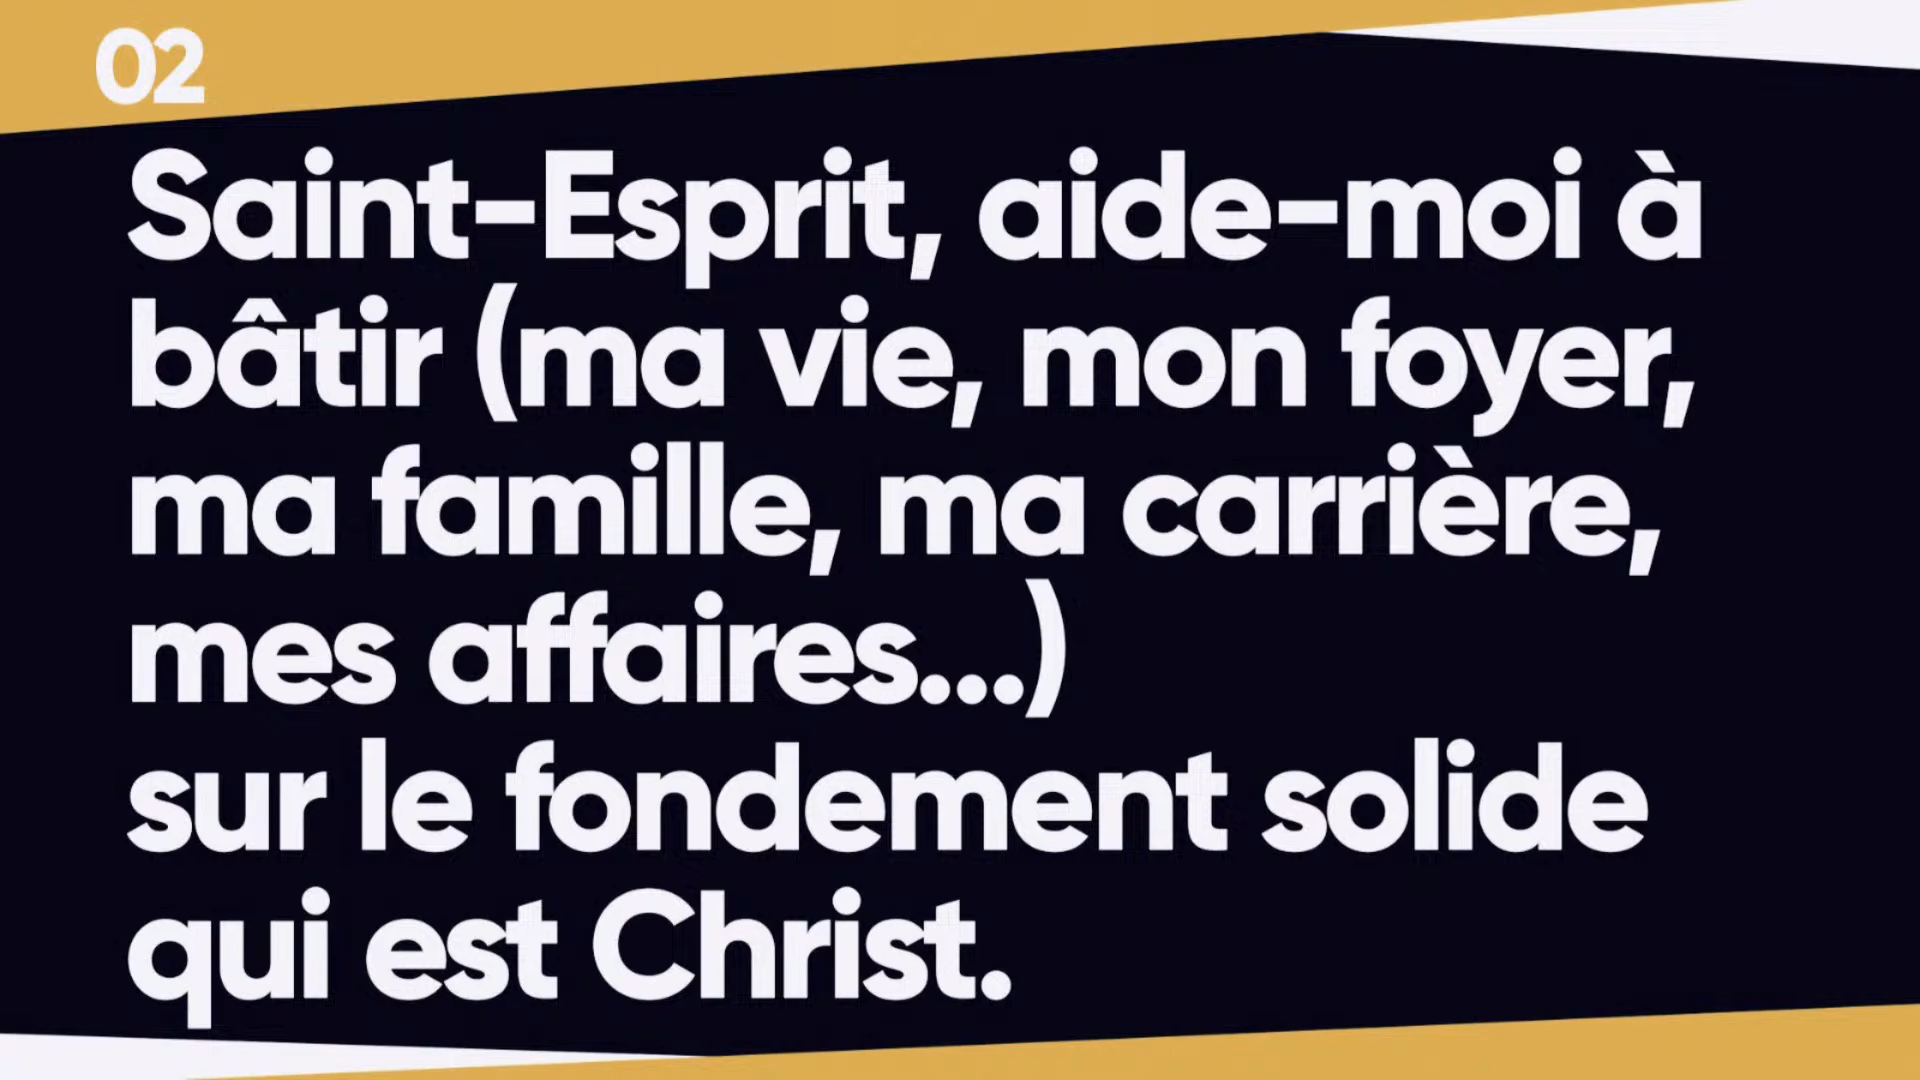 02
Saint-Esprit, aide-moi à
bâtir (ma vie, mon foyer,
ma famille, ma carrière,
mes affaires...)
sur le fondement solide
qui est Christ.